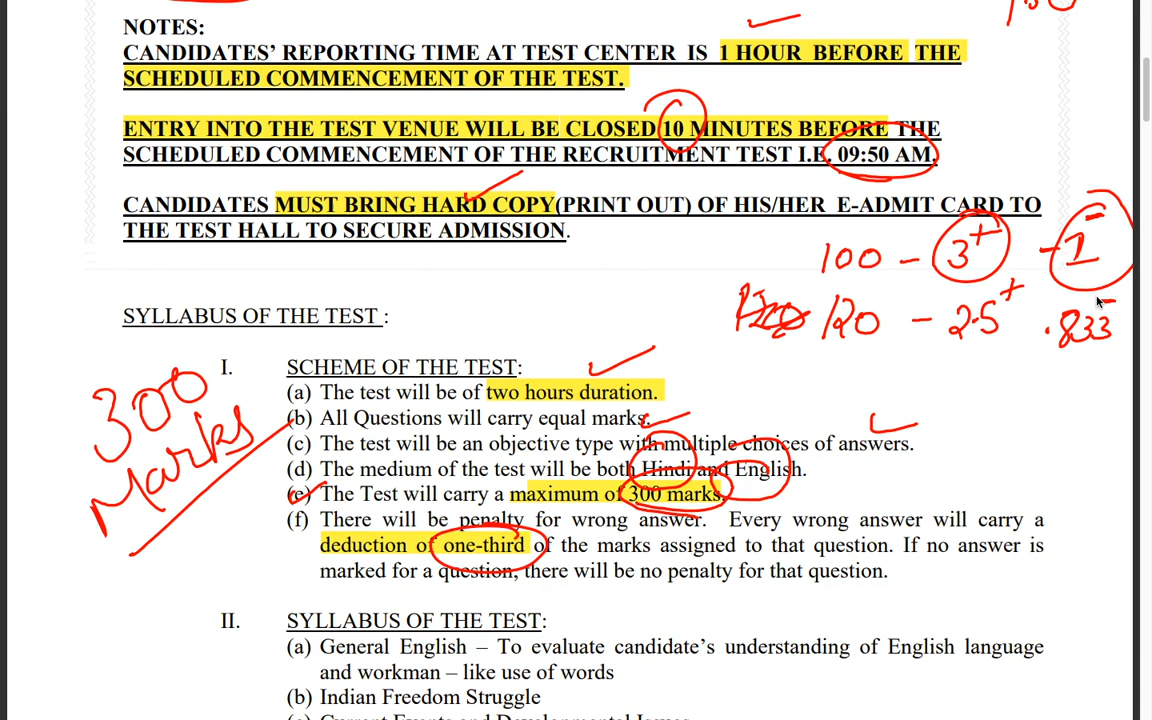 NOTES:
CANDIDATES' REPORTING TIME AT TEST CENTER IS 1 HOUR BEFORE THE
SCHEDULED COMMENCEMENT OF THE TEST.
ENTRY INTO THE TEST VENUE WILL BE CLOSED 10 MINUTES BEFORE THE
SCHEDULED COMMENCEMENT OF THE RECRUITMENT TEST I.E. 09:50 AM.
CANDIDATES MUST BRING HARD COPY(PRINT OUT) OF HIS/HER E-ADMIT CARD TO
THE TEST HALL TO SECURE ADMISSION.
100 - 3+ - 1-
120 - 2.5+ .833-
SYLLABUS OF THE TEST :
300
Marks
I. SCHEME OF THE TEST:
(a) The test will be of two hours duration.
(b) All Questions will carry equal marks.
(c) The test will be an objective type with multiple choices of answers.
(d) The medium of the test will be both Hindi and English.
(e) The Test will carry a maximum of 300 marks.
(f) There will be penalty for wrong answer. Every wrong answer will carry a
deduction of one-third of the marks assigned to that question. If no answer is
marked for a question, there will be no penalty for that question.
II. SYLLABUS OF THE TEST:
(a) General English – To evaluate candidate's understanding of English language
and workman – like use of words
(b) Indian Freedom Struggle
(c) Current Events and Developmental Issues